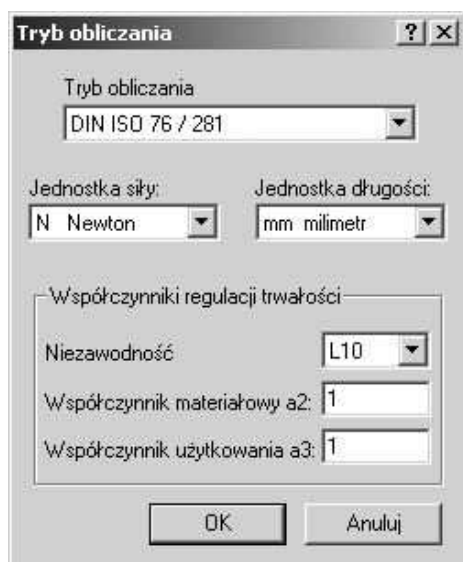 Tryb obliczania
Tryb obliczania
DIN ISO 76 / 281
Jednostka siły: Jednostka długości:
N Newton mm milimetr
Współczynniki regulacji trwałości
Niezawodność L10
Współczynnik materiałowy a2: 1
Współczynnik użytkowania a3: 1
OK Anuluj